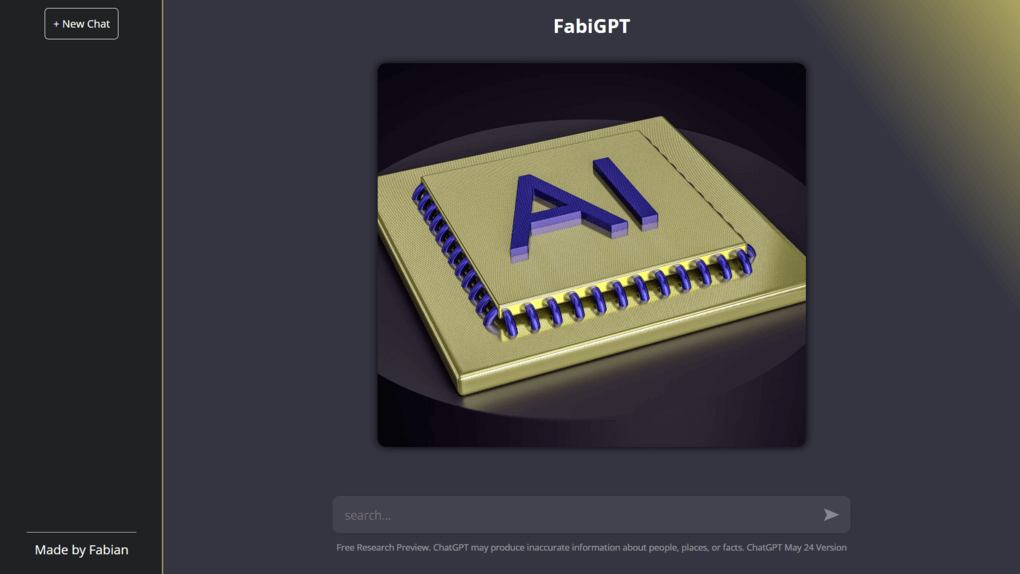 + New Chat
FabiGPT
AI
search...
Free Research Preview. ChatGPT may produce inaccurate information about people, places, or facts. ChatGPT May 24 Version
Made by Fabian